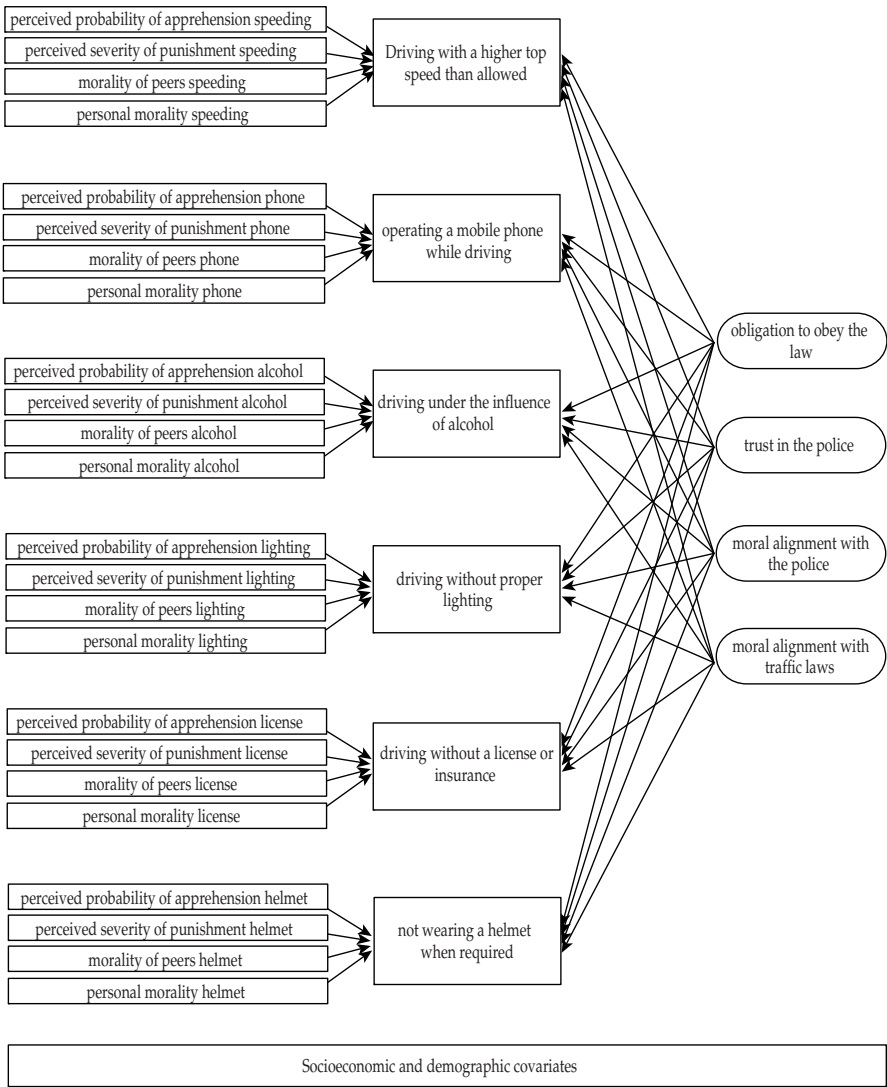 perceived probability of apprehension speeding
perceived severity of punishment speeding
morality of peers speeding
personal morality speeding
Driving with a higher top
speed than allowed
perceived probability of apprehension phone
perceived severity of punishment phone
morality of peers phone
personal morality phone
operating a mobile phone
while driving
perceived probability of apprehension alcohol
perceived severity of punishment alcohol
morality of peers alcohol
personal morality alcohol
driving under the influence
of alcohol
perceived probability of apprehension lighting
perceived severity of punishment lighting
morality of peers lighting
personal morality lighting
driving without proper
lighting
perceived probability of apprehension license
perceived severity of punishment license
morality of peers license
personal morality license
driving without a license or
insurance
perceived probability of apprehension helmet
perceived severity of punishment helmet
morality of peers helmet
personal morality helmet
not wearing a helmet
when required
obligation to obey the
law
trust in the police
moral alignment with
the police
moral alignment with
traffic laws
Socioeconomic and demographic covariates